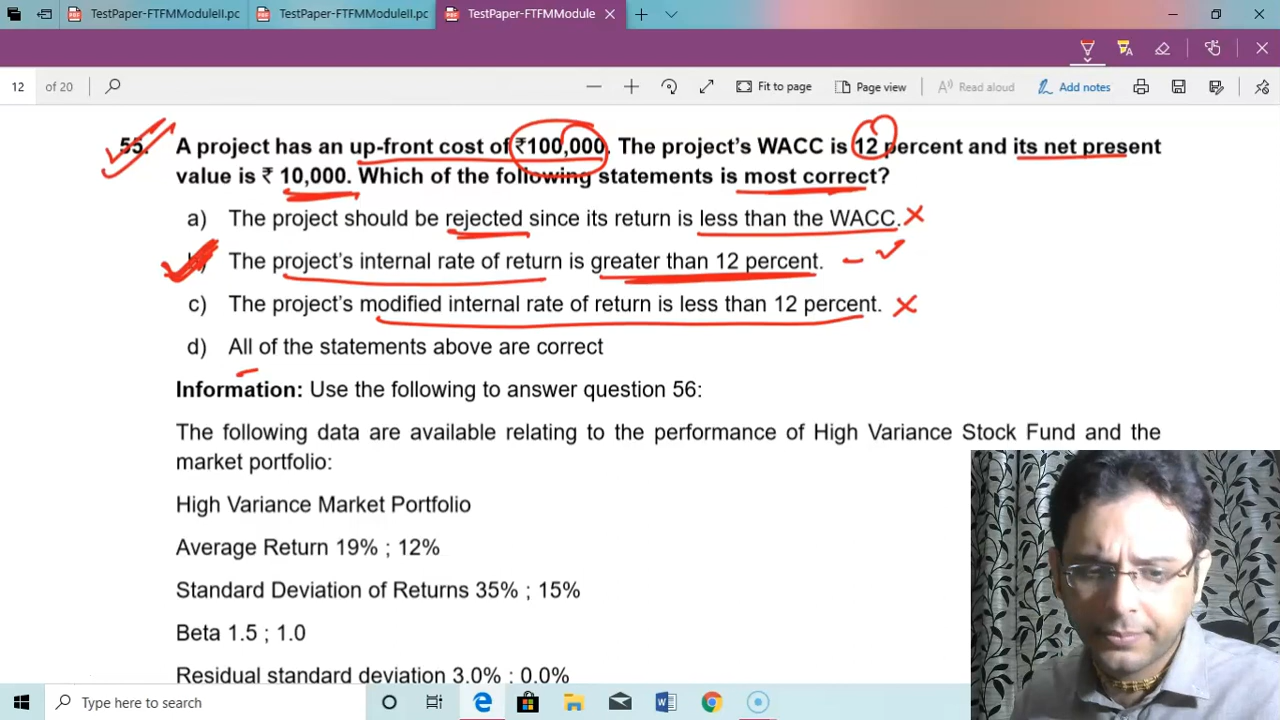 TestPaper-FTFMModuleII.pc
TestPaper-FTFMModuleII.pc
TestPaper-FTFMModule
12 of 20
Fit to page
Page view
Read aloud
Add notes
55. A project has an up-front cost of ₹100,000. The project's WACC is 12 percent and its net present
value is ₹ 10,000. Which of the following statements is most correct?
a) The project should be rejected since its return is less than the WACC.
b) The project's internal rate of return is greater than 12 percent.
c) The project's modified internal rate of return is less than 12 percent.
d) All of the statements above are correct
Information: Use the following to answer question 56:
The following data are available relating to the performance of High Variance Stock Fund and the
market portfolio:
High Variance Market Portfolio
Average Return 19% ; 12%
Standard Deviation of Returns 35% ; 15%
Beta 1.5 ; 1.0
Residual standard deviation 3.0% ; 0.0%
Type here to search